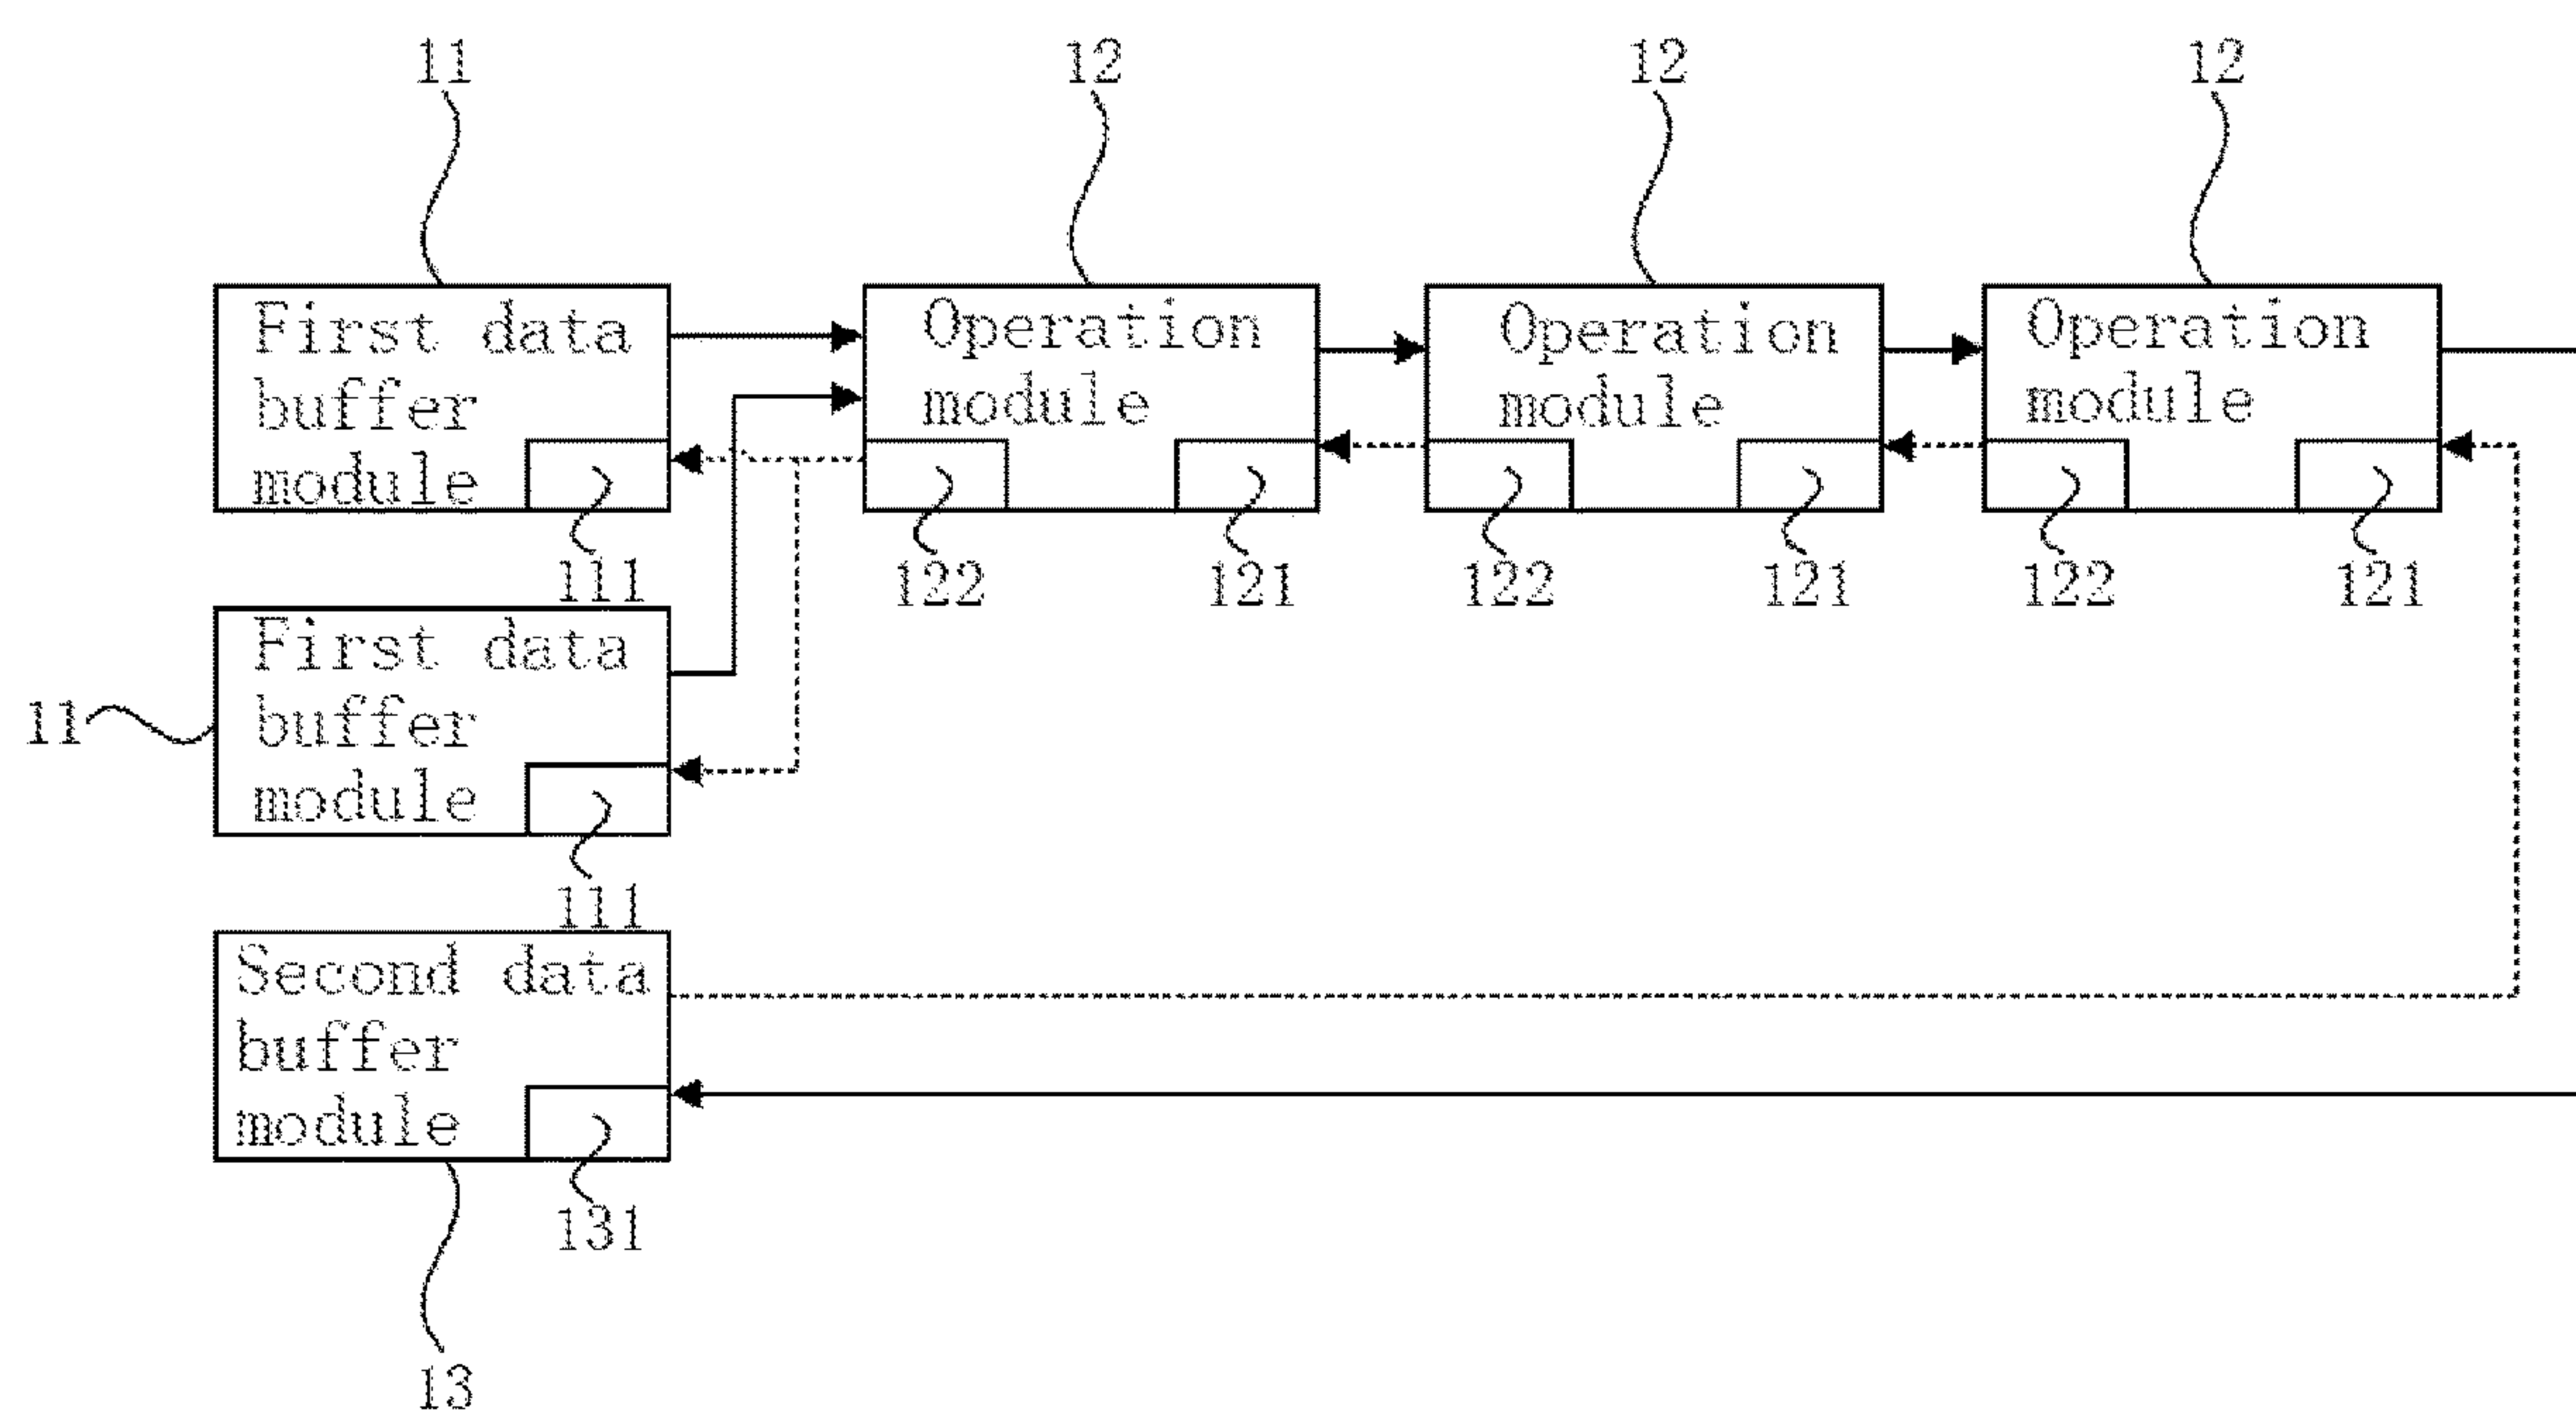 11
12
12
12
First data
buffer
module
Operation
module
Operation
module
Operation
module
111
122
121
122
121
122
121
11
First data
buffer
module
111
Second data
buffer
module
131
13